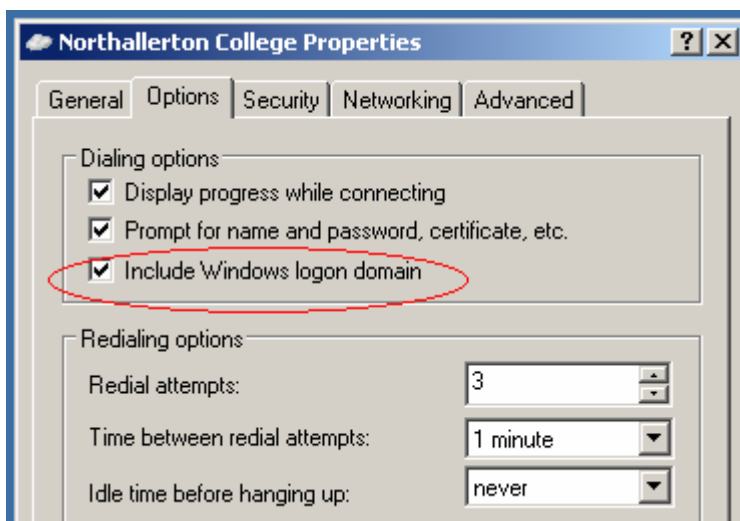 Northallerton College Properties
General Options Security Networking Advanced
Dialing options
Display progress while connecting
Prompt for name and password, certificate, etc.
Include Windows logon domain
Redialing options
Redial attempts: 3
Time between redial attempts: 1 minute
Idle time before hanging up: never